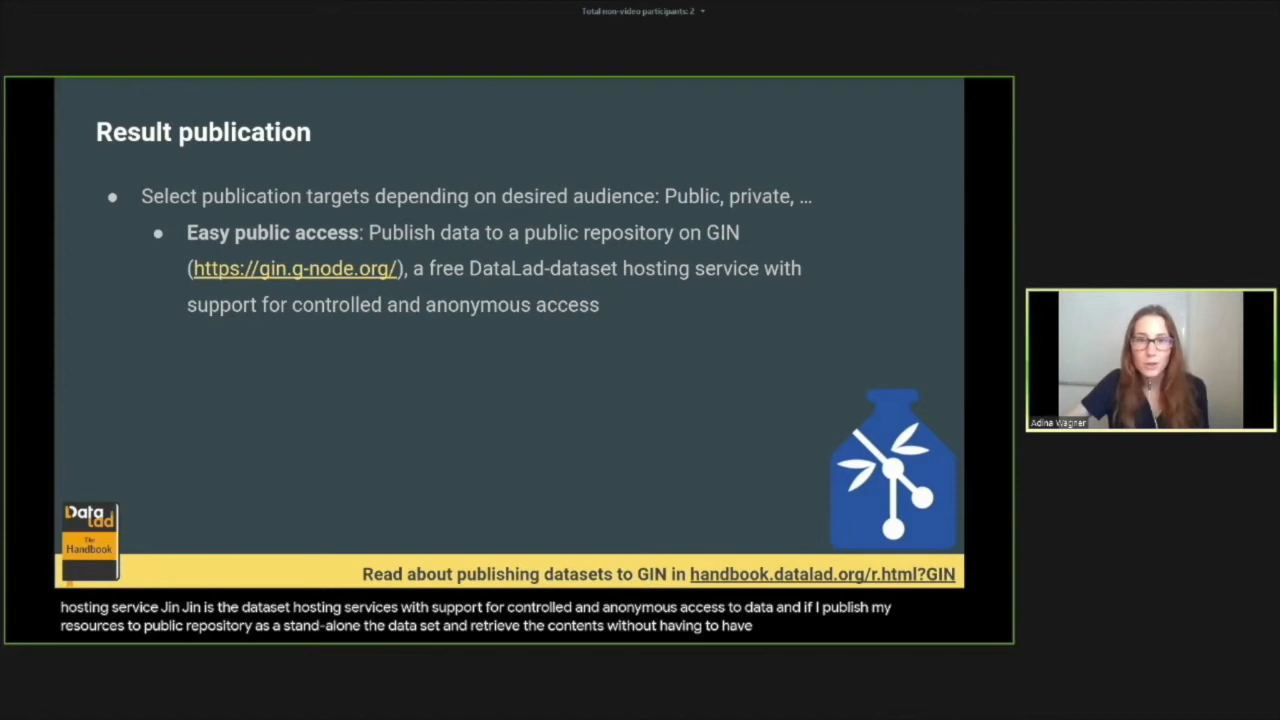 Total non-video participants: 2
Result publication
● Select publication targets depending on desired audience: Public, private, ...
● Easy public access: Publish data to a public repository on GIN
(https://gin.g-node.org/), a free DataLad-dataset hosting service with
support for controlled and anonymous access
Adina Wagner
Data
lad
The
Handbook
Read about publishing datasets to GIN in handbook.datalad.org/r.html?GIN
hosting service Jin Jin is the dataset hosting services with support for controlled and anonymous access to data and if I publish my
resources to public repository as a stand-alone the data set and retrieve the contents without having to have